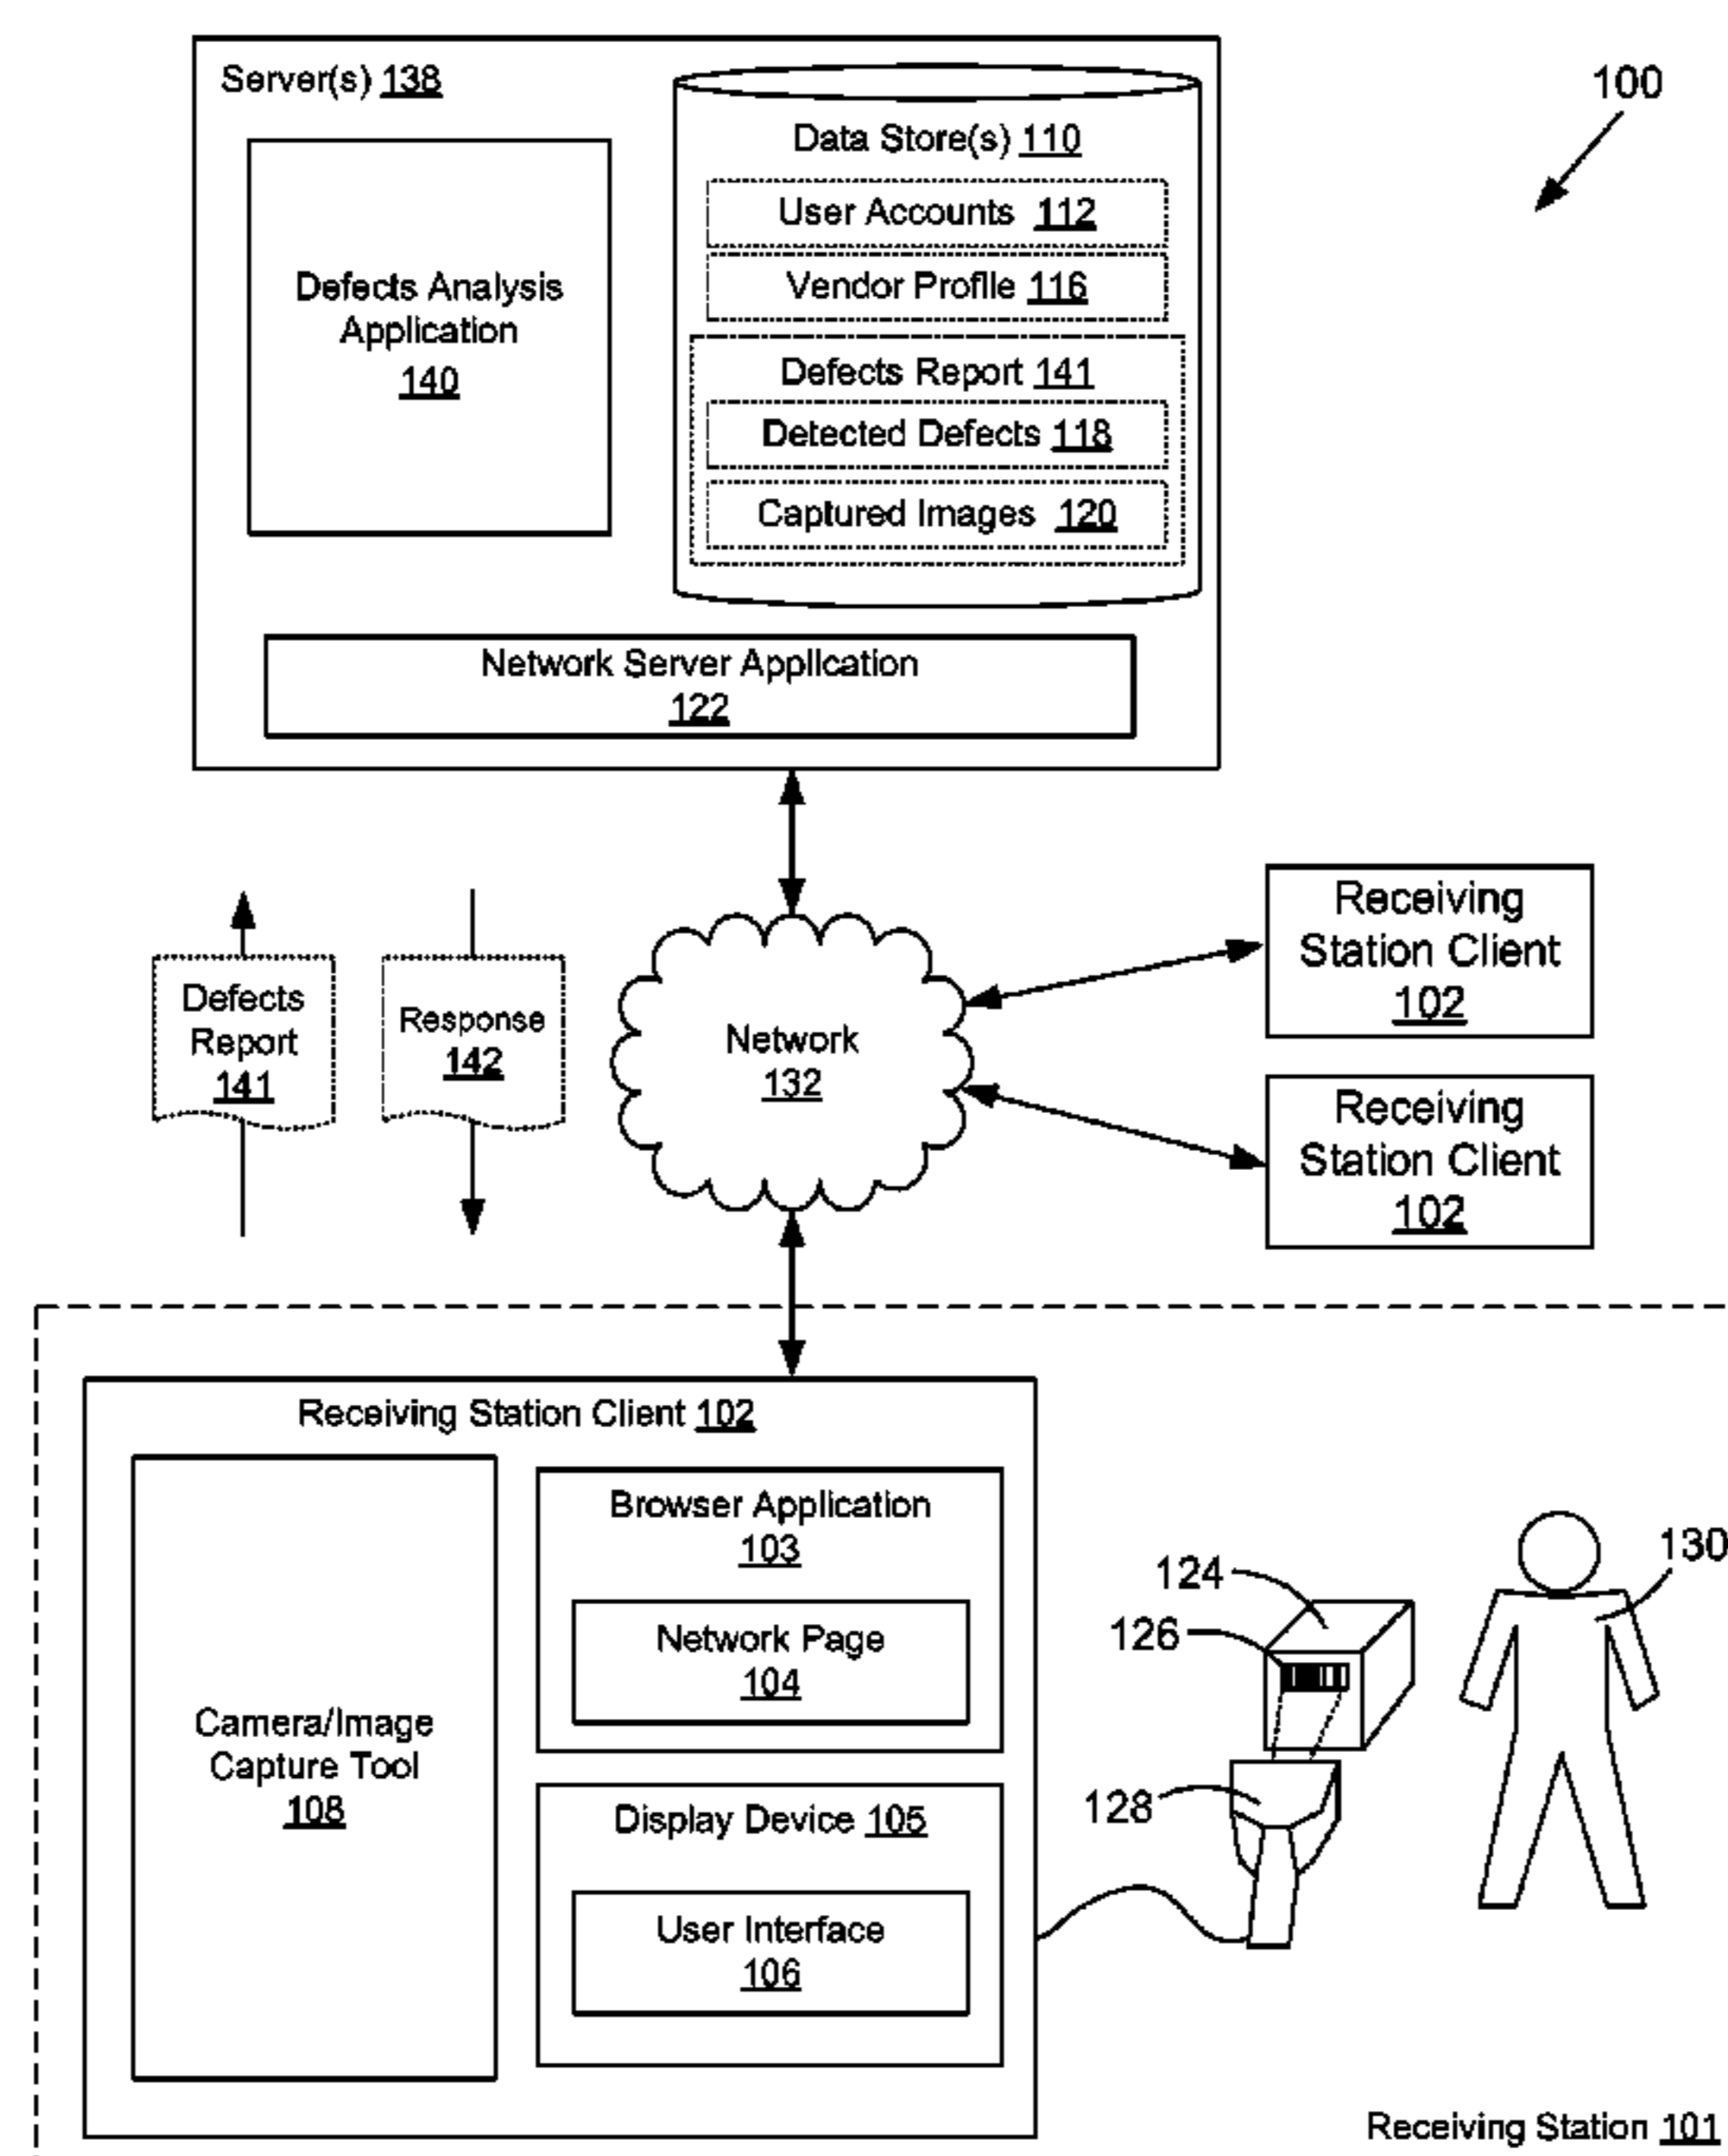 Server(s) 138
100
Data Store(s) 110
User Accounts 112
Vendor Profile 116
Defects Analysis
Application
140
Defects Report 141
Detected Defects 118
Captured Images 120
Network Server Application
122
Receiving
Station Client
102
Defects
Report
141
Response
142
Network
132
Receiving
Station Client
102
Receiving Station Client 102
Browser Application
103
Network Page
104
Camera/Image
Capture Tool
108
Display Device 105
User Interface
106
124
126
128
130
Receiving Station 101